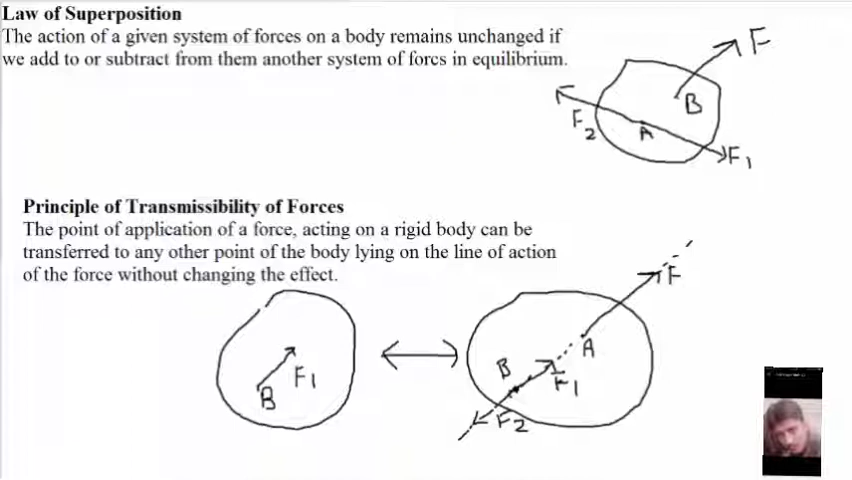 Law of Superposition
The action of a given system of forces on a body remains unchanged if
we add to or subtract from them another system of forcs in equilibrium.
F
B
F2
A
F1
Principle of Transmissibility of Forces
The point of application of a force, acting on a rigid body can be
transferred to any other point of the body lying on the line of action
of the force without changing the effect.
F
A
B
F1
F1
B
F2